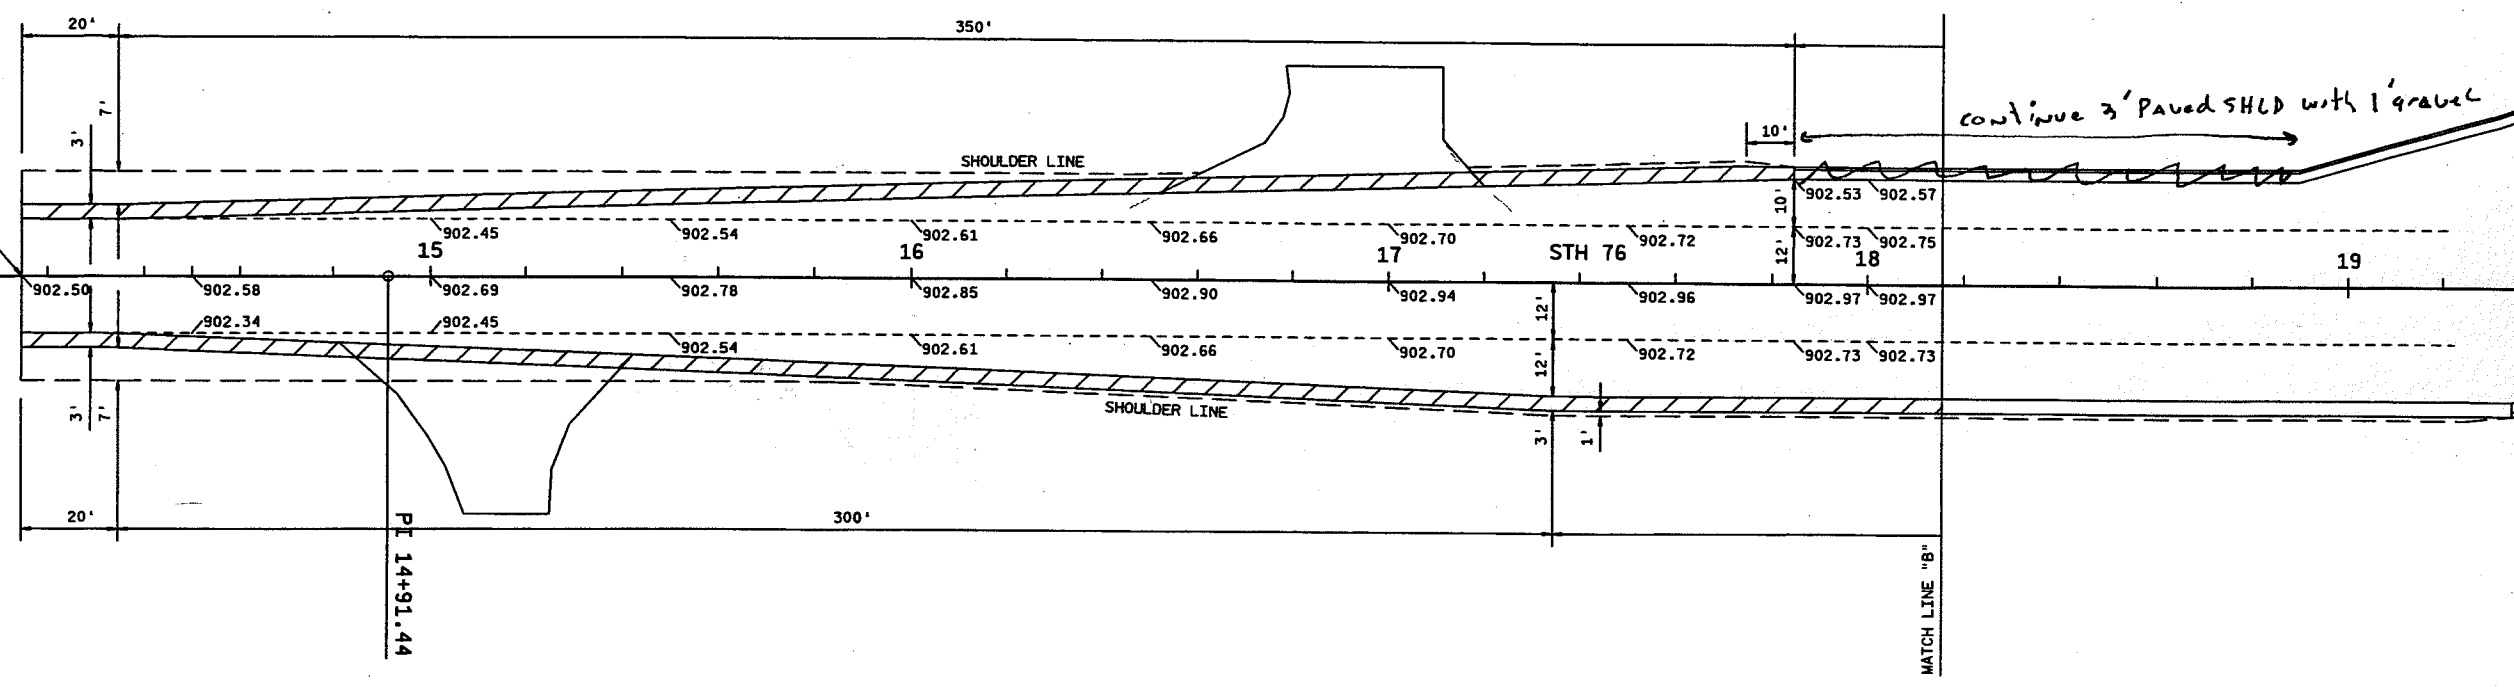 20' 350'
continue 3' Paved SHLD with 1' gravel
7'
3'
10'
SHOULDER LINE
902.53 902.57
10'
902.45 902.54 902.61 902.66 902.70 902.72 902.73 902.75
15 16 17 STH 76 12' 18 19
902.50 902.58 902.69 902.78 902.85 902.90 902.94 902.96 902.97 902.97
12'
902.34 902.45
902.54 902.61 902.66 902.70 902.72 902.73 902.73
12'
3' 7' SHOULDER LINE
3' 1'
20' 300'
PI 14+91.44
MATCH LINE "B"